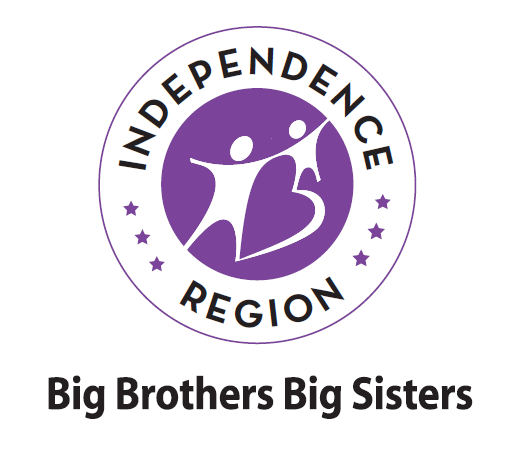 INDEPENDENCE
REGION
Big Brothers Big Sisters